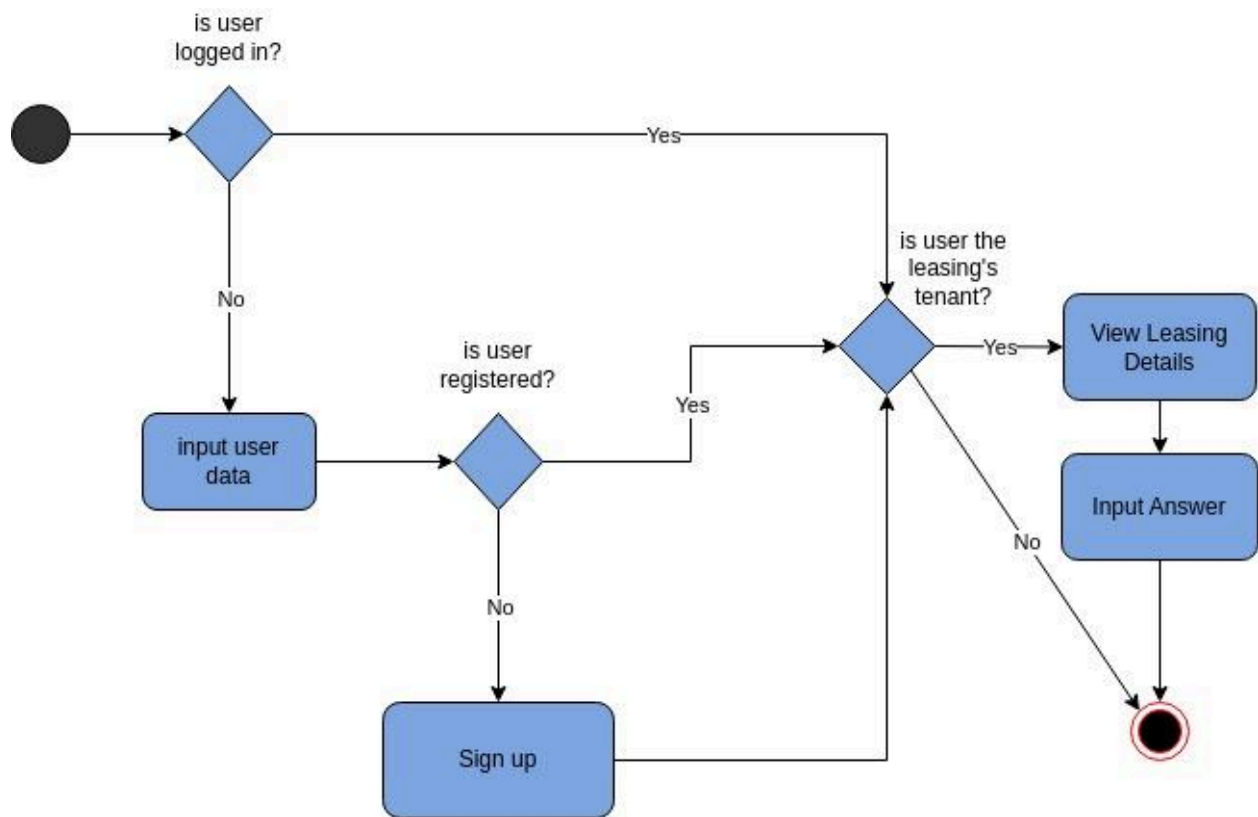 is user
logged in?
Yes
No
is user the
leasing's
tenant?
Yes
View Leasing
Details
is user
registered?
Yes
input user
data
No
Input Answer
No
Sign up